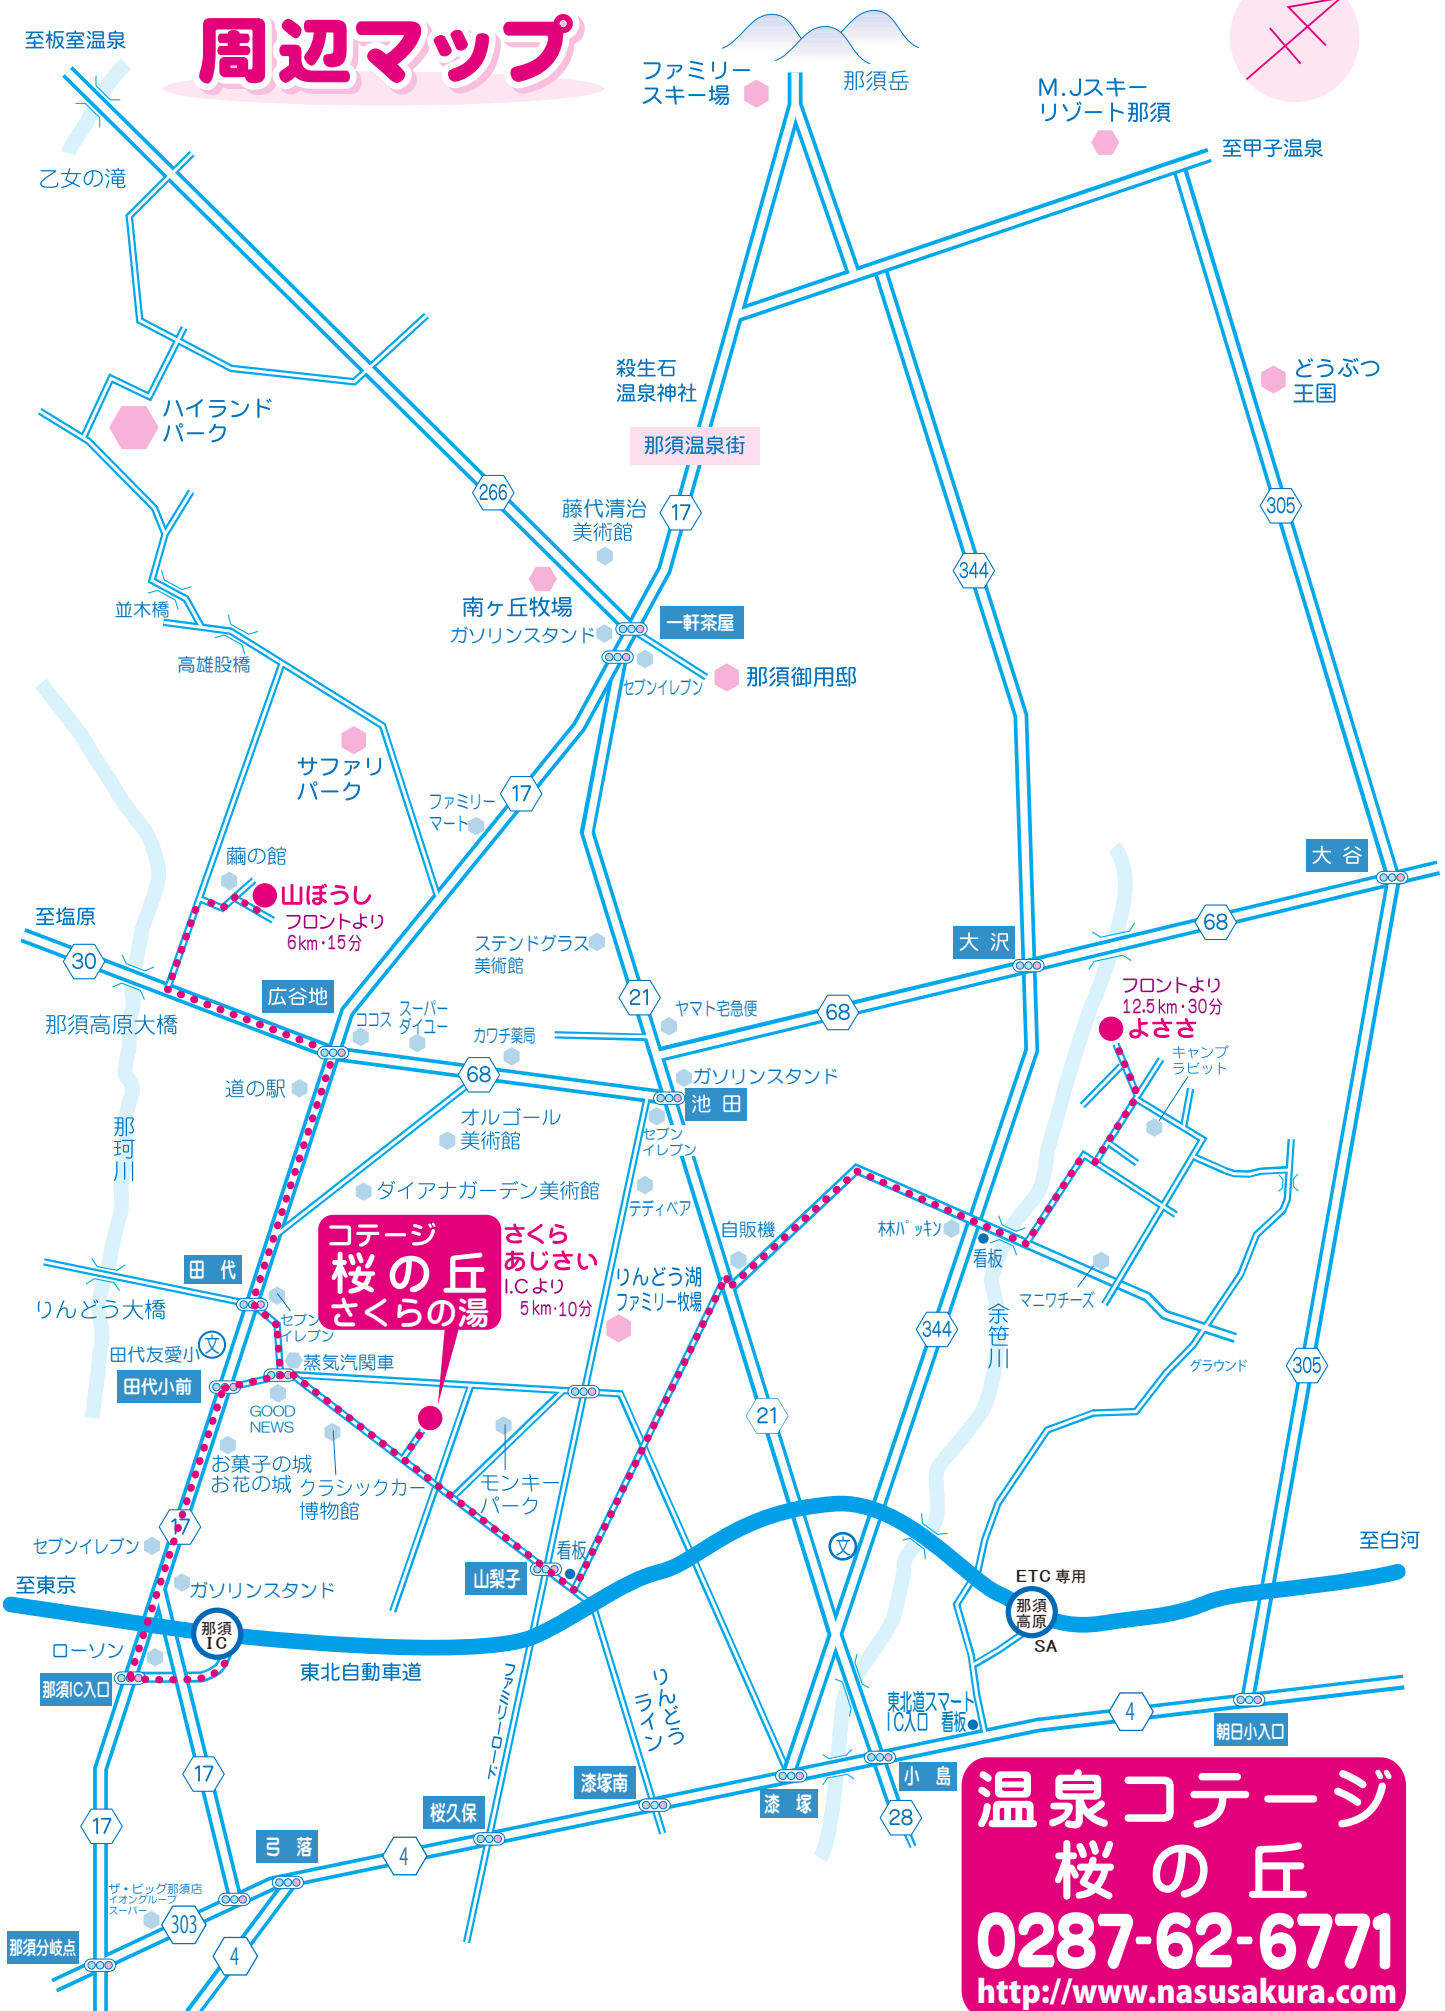 周辺マップ
至板室温泉
乙女の滝
ファミリー
スキー場
那須岳
M.Jスキー
リゾート那須
至甲子温泉
殺生石
温泉神社
那須温泉街
どうぶつ
王国
ハイランド
パーク
266
藤代清治
美術館
17
305
344
南ヶ丘牧場
ガソリンスタンド
一軒茶屋
セブンイレブン
那須御用邸
並木橋
高雄股橋
サファリ
パーク
ファミリー
マート
17
繭の館
山ぼうし
フロントより
6km・15分
至塩原
30
那須高原大橋
広谷地
ココス
スーパー
ダイユー
カワチ薬局
ステンドグラス
美術館
21
ヤマト宅急便
68
大沢
68
大谷
フロントより
12.5km・30分
よささ
キャンプ
ラビット
道の駅
68
ガソリンスタンド
池田
オルゴール
美術館
セブン
イレブン
那珂川
ダイアナガーデン美術館
テディベア
コテージ
桜の丘
さくらの湯
さくら
あじさい
I.Cより
5km・10分
自販機
りんどう湖
ファミリー牧場
林パッキン
看板
マニワチーズ
余笹川
344
グラウンド
305
田代
りんどう大橋
セブン
イレブン
文
田代友愛小
田代小前
蒸気汽関車
GOOD
NEWS
お菓子の城
お花の城
クラシックカー
博物館
モンキー
パーク
21
17
セブンイレブン
至東京
ガソリンスタンド
山梨子
看板
文
ETC専用
那須
高原
SA
至白河
那須
IC
ローソン
那須IC入口
東北自動車道
ファミリーロード
りんどう
ライン
東北道スマート
IC入口 看板
4
朝日小入口
17
17
弓落
4
桜久保
漆塚南
漆塚
小島
28
ザ・ビッグ那須店
イオングループ
スーパー
303
4
那須分岐点
温泉コテージ
桜の丘
0287-62-6771
http://www.nasusakura.com